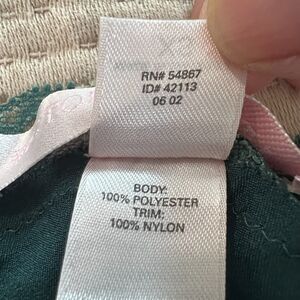 RN# 54867
ID# 42113
06 02
BODY:
100% POLYESTER
TRIM:
100% NYLON